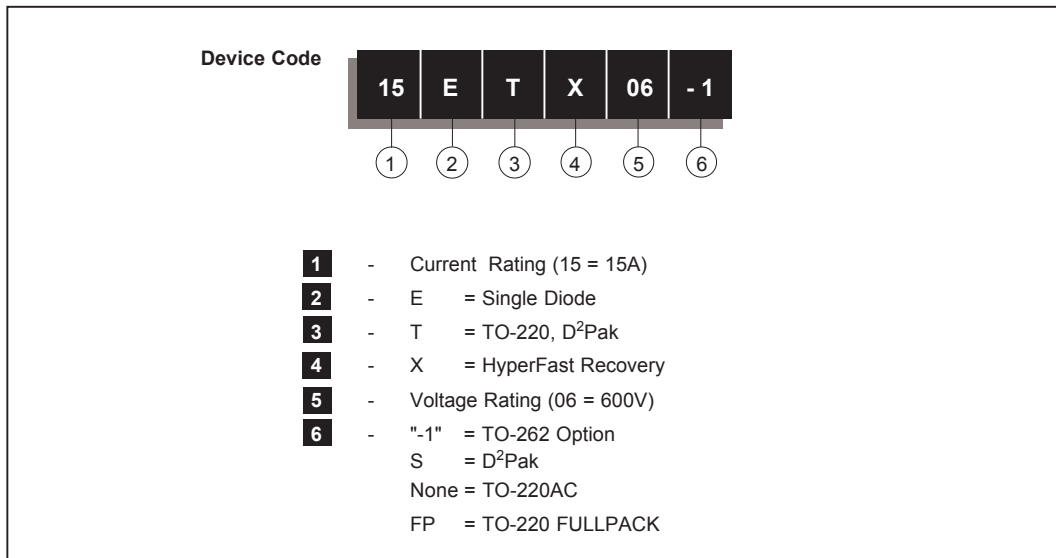 Device Code
15 E T X 06 - 1
1 2 3 4 5 6
1 - Current Rating (15 = 15A)
2 - E = Single Diode
3 - T = TO-220, D²Pak
4 - X = HyperFast Recovery
5 - Voltage Rating (06 = 600V)
6 - "-1" = TO-262 Option
S = D²Pak
None = TO-220AC
FP = TO-220 FULLPACK